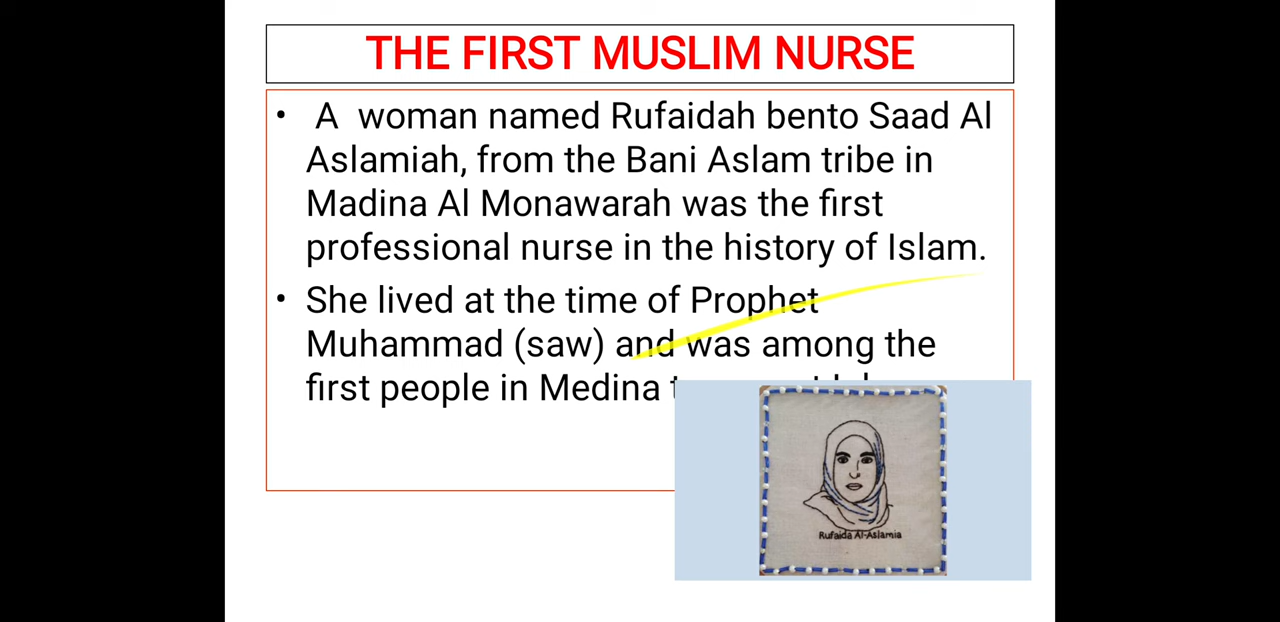 THE FIRST MUSLIM NURSE
• A woman named Rufaidah bento Saad Al
Aslamiah, from the Bani Aslam tribe in
Madina Al Monawarah was the first
professional nurse in the history of Islam.
• She lived at the time of Prophet
Muhammad (saw) and was among the
first people in Medina
Rufaida Al-Aslamia